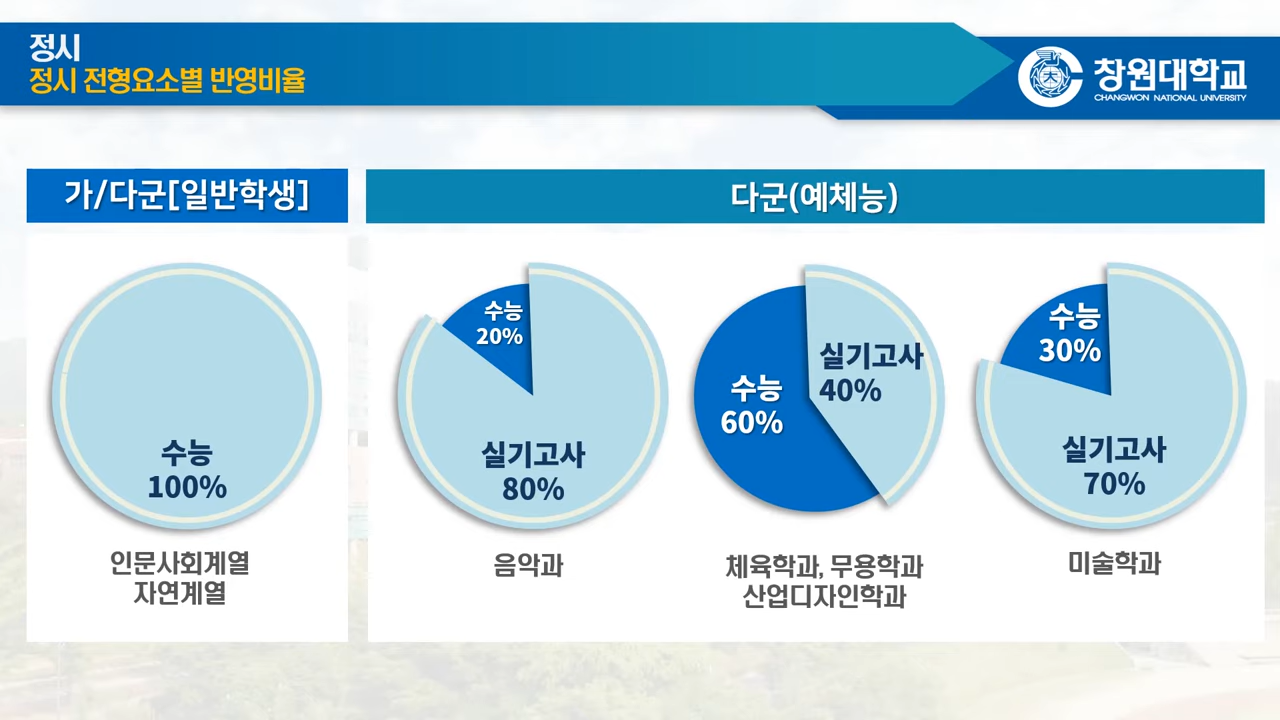 정시
정시 전형요소별 반영비율
창원대학교
CHANGWON NATIONAL UNIVERSITY
가/다군[일반학생]
수능
100%
인문사회계열
자연계열
다군(예체능)
수능
20%
실기고사
80%
음악과
수능
60%
실기고사
40%
체육학과, 무용학과
산업디자인학과
수능
30%
실기고사
70%
미술학과